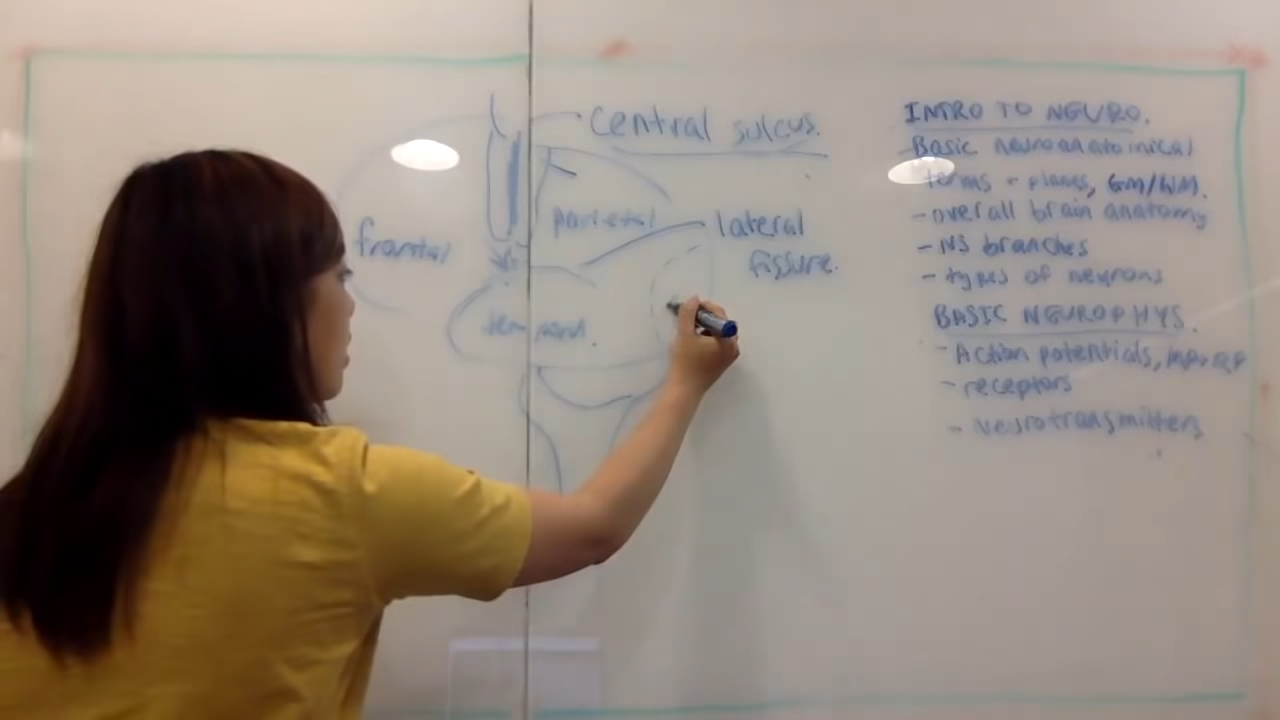 central sulcus.
frontal
parietal
lateral
fissure.
INTRO TO NEURO.
Basic neuroanatomical
terms - planes, GM/WM.
- overall brain anatomy
- NS branches
- types of neurons
BASIC NEUROPHYS.
- Action potentials,
- receptors
- neurotransmitters